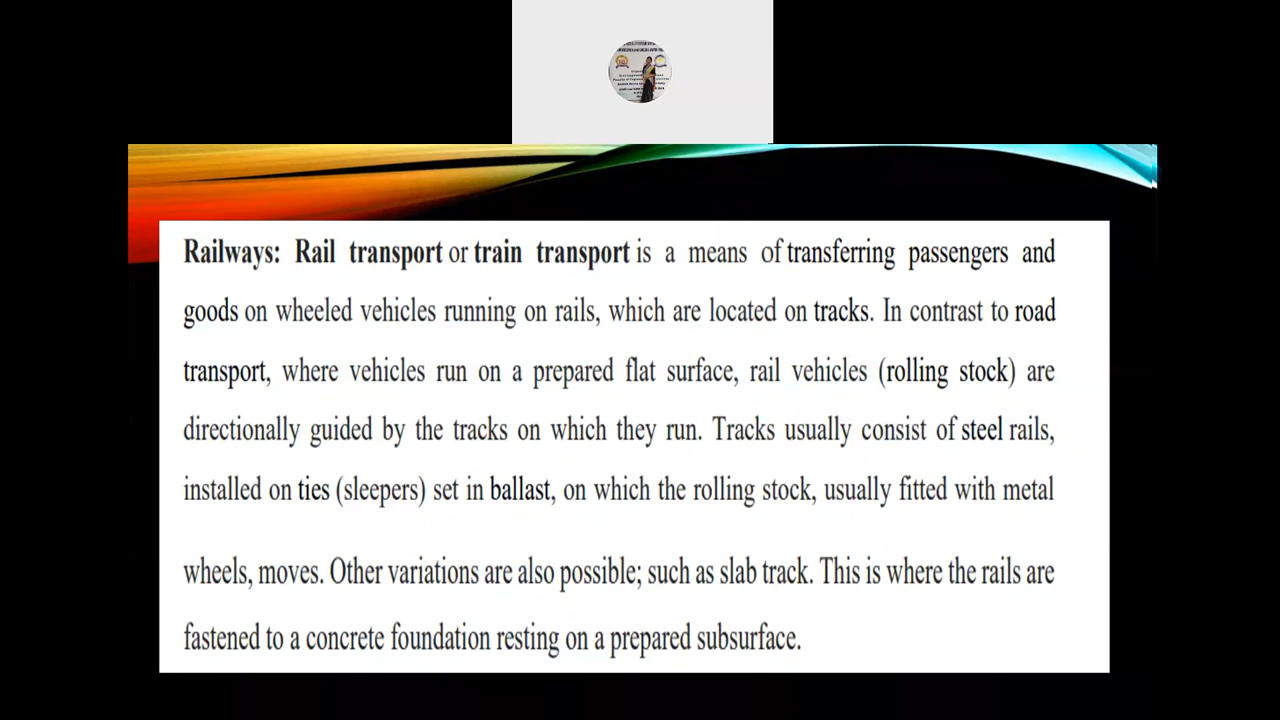 Railways: Rail transport or train transport is a means of transferring passengers and
goods on wheeled vehicles running on rails, which are located on tracks. In contrast to road
transport, where vehicles run on a prepared flat surface, rail vehicles (rolling stock) are
directionally guided by the tracks on which they run. Tracks usually consist of steel rails,
installed on ties (sleepers) set in ballast, on which the rolling stock, usually fitted with metal
wheels, moves. Other variations are also possible; such as slab track. This is where the rails are
fastened to a concrete foundation resting on a prepared subsurface.